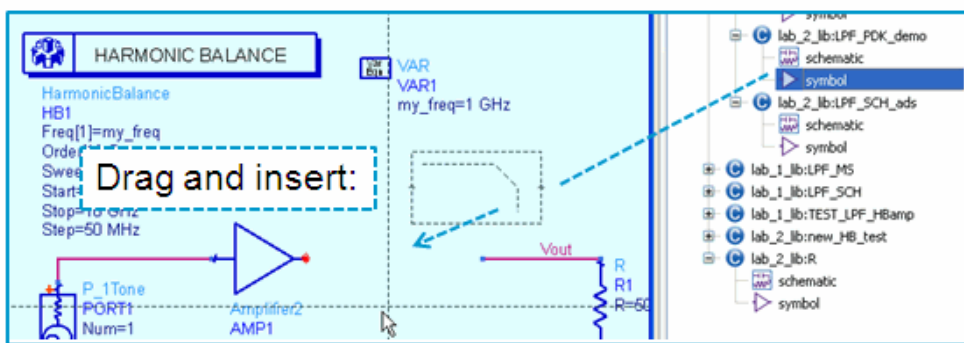 HARMONIC BALANCE
HarmonicBalance
HB1
Freq[1]=my_freq
Drag and insert:
Step=50 MHz
VAR
VAR1
my_freq=1 GHz
Vout
R
R1
P_1Tone
PORT1
Num=1
Amplifier2
AMP1
symbol
lab_2_lib:LPF_PDK_demo
schematic
symbol
lab_2_lib:LPF_SCH_ads
schematic
symbol
lab_1_lib:LPF_MS
lab_1_lib:LPF_SCH
lab_1_lib:TEST_LPF_HBamp
lab_2_lib:new_HB_test
lab_2_lib:R
schematic
symbol